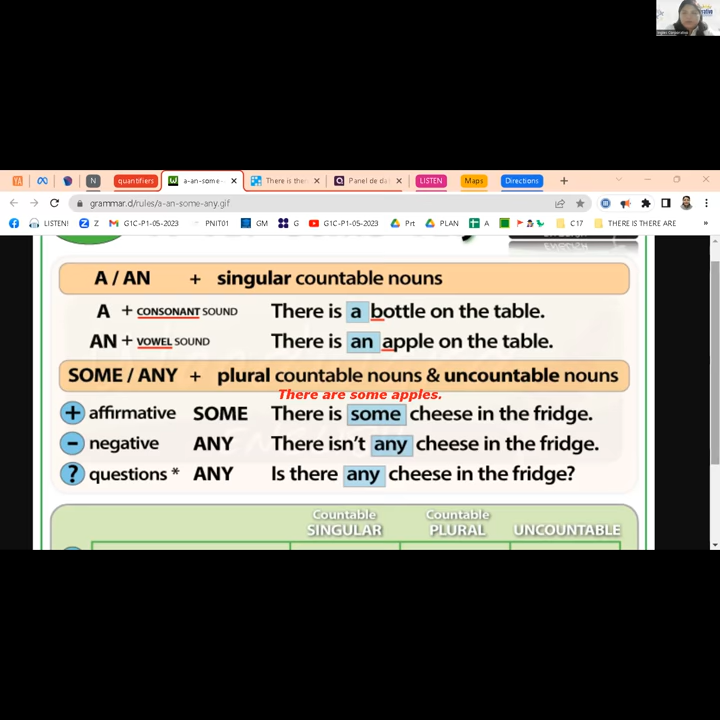 quantifiers
a-an-some-
There is ther
Panel de da
LISTEN
Maps
Directions
grammar.d/rules/a-an-some-any.gif
LISTEN!
Z
G1C-P1-05-2023
PNIT01
GM
G
G1C-P1-05-2023
Prt
PLAN
A
C17
THERE IS THERE ARE
A / AN + singular countable nouns
A + CONSONANT SOUND There is a bottle on the table.
AN + VOWEL SOUND There is an apple on the table.
SOME / ANY + plural countable nouns & uncountable nouns
There are some apples.
+ affirmative SOME There is some cheese in the fridge.
- negative ANY There isn't any cheese in the fridge.
? questions * ANY Is there any cheese in the fridge?
Countable SINGULAR
Countable PLURAL
UNCOUNTABLE